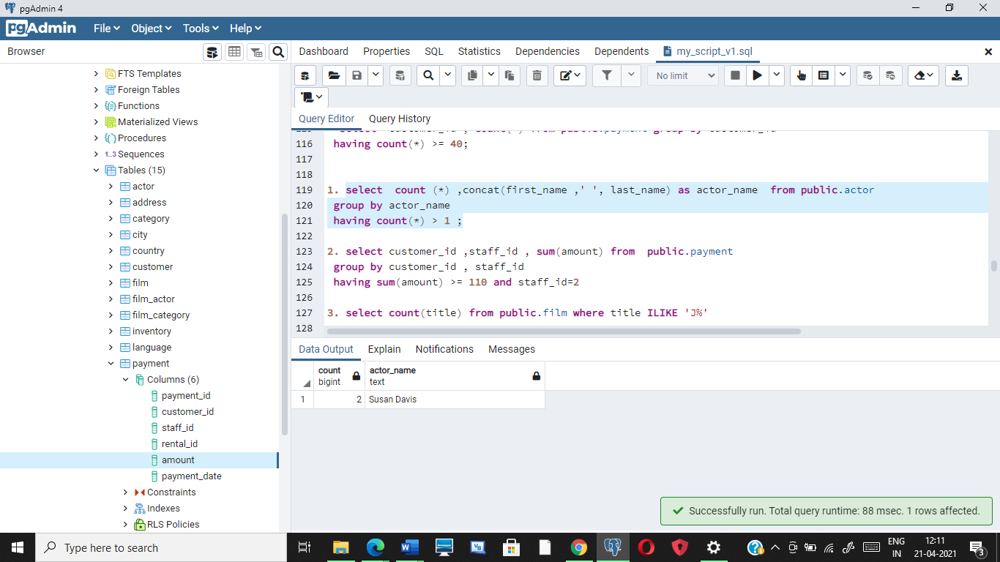 pgAdmin 4
pgAdmin File Object Tools Help
Browser
Dashboard Properties SQL Statistics Dependencies Dependents my_script_v1.sql
No limit
Query Editor Query History
FTS Templates
Foreign Tables
Functions
Materialized Views
Procedures
1..3 Sequences
Tables (15)
actor
address
category
city
country
customer
film
film_actor
film_category
inventory
language
payment
Columns (6)
payment_id
customer_id
staff_id
rental_id
amount
payment_date
Constraints
Indexes
RLS Policies
116 having count(*) >= 40;
117
118
119 1. select count (*) ,concat(first_name ,' ', last_name) as actor_name from public.actor
120 group by actor_name
121 having count(*) > 1 ;
122
123 2. select customer_id ,staff_id , sum(amount) from public.payment
124 group by customer_id , staff_id
125 having sum(amount) >= 110 and staff_id=2
126
127 3. select count(title) from public.film where title ILIKE 'J%'
128
Data Output Explain Notifications Messages
count actor_name
bigint text
1 2 Susan Davis
Successfully run. Total query runtime: 88 msec. 1 rows affected.
Type here to search
ENG 12:11
IN 21-04-2021
3